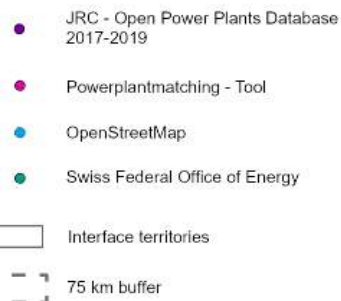 JRC - Open Power Plants Database
2017-2019
Powerplantmatching - Tool
OpenStreetMap
Swiss Federal Office of Energy
Interface territories
75 km buffer